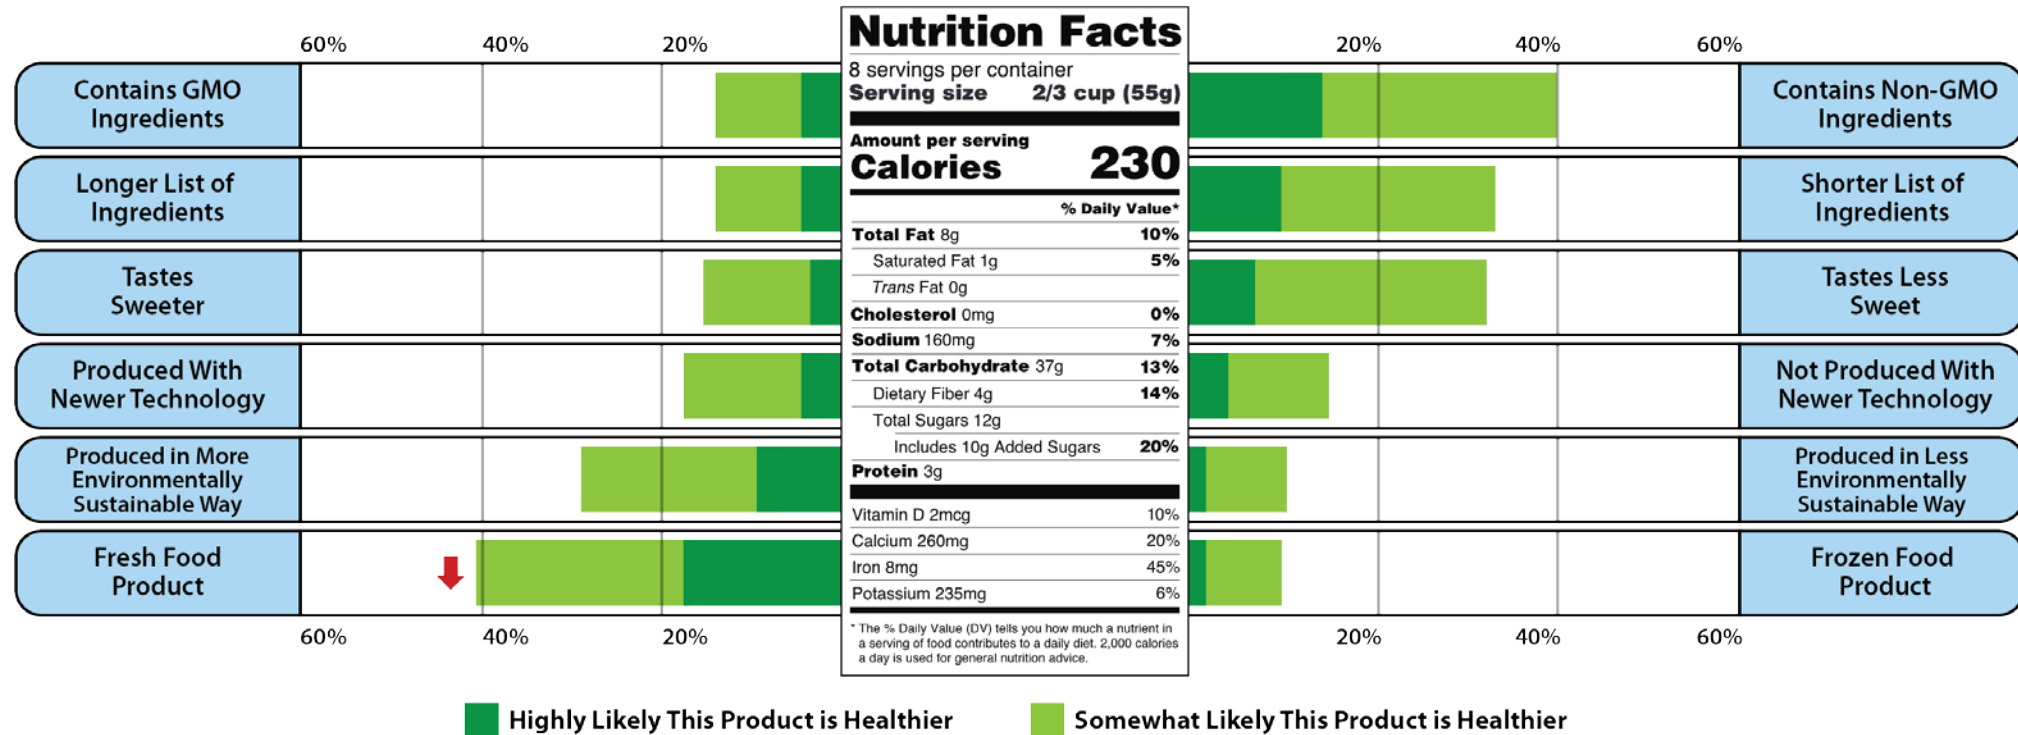 60% 40% 20% 20% 40% 60%
Contains GMO
Ingredients
Longer List of
Ingredients
Tastes
Sweeter
Produced With
Newer Technology
Produced in More
Environmentally
Sustainable Way
Fresh Food
Product
Nutrition Facts
8 servings per container
Serving size 2/3 cup (55g)
Amount per serving
Calories 230
% Daily Value*
Total Fat 8g 10%
Saturated Fat 1g 5%
Trans Fat 0g
Cholesterol 0mg 0%
Sodium 160mg 7%
Total Carbohydrate 37g 13%
Dietary Fiber 4g 14%
Total Sugars 12g
Includes 10g Added Sugars 20%
Protein 3g
Vitamin D 2mcg 10%
Calcium 260mg 20%
Iron 8mg 45%
Potassium 235mg 6%
* The % Daily Value (DV) tells you how much a nutrient in
a serving of food contributes to a daily diet. 2,000 calories
a day is used for general nutrition advice.
Contains Non-GMO
Ingredients
Shorter List of
Ingredients
Tastes Less
Sweet
Not Produced With
Newer Technology
Produced in Less
Environmentally
Sustainable Way
Frozen Food
Product
60% 40% 20% 20% 40% 60%
Highly Likely This Product is Healthier
Somewhat Likely This Product is Healthier